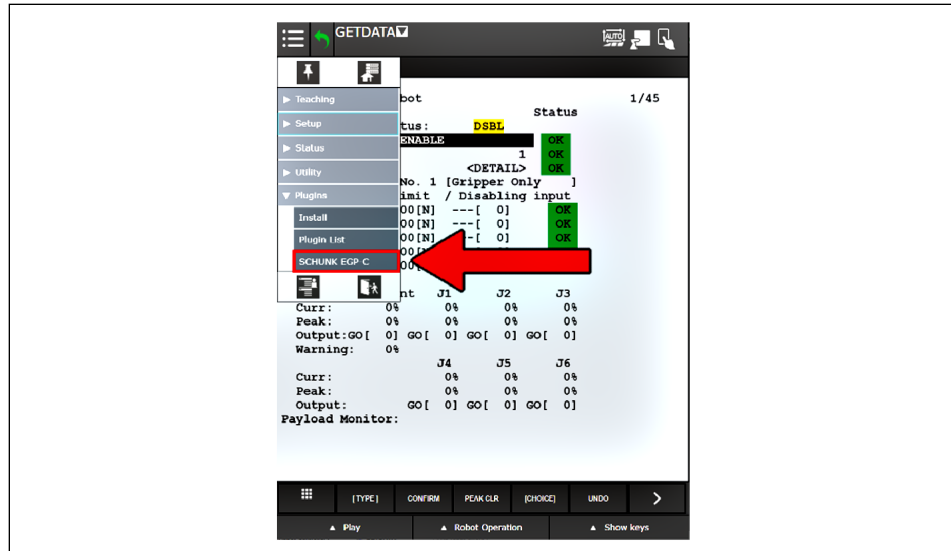 GETDATA
AUTO
Teaching
Setup
Status
Utility
Plugins
Install
Plugin List
SCHUNK EGP-C
bot 1/45
Status
tus: DSBL
ENABLE OK
1 OK
<DETAIL> OK
No. 1 [Gripper Only ]
imit / Disabling input
00[N] ---[ 0] OK
00[N] ---[ 0] OK
00[N] ---[ 0] OK
00[
nt J1 J2 J3
Curr: 0% 0% 0% 0%
Peak: 0% 0% 0% 0%
Output:GO[ 0] GO[ 0] GO[ 0] GO[ 0]
Warning: 0%
J4 J5 J6
Curr: 0% 0% 0%
Peak: 0% 0% 0%
Output: GO[ 0] GO[ 0] GO[ 0]
Payload Monitor:
[TYPE] CONFIRM PEAK CLR [CHOICE] UNDO >
Play Robot Operation Show keys